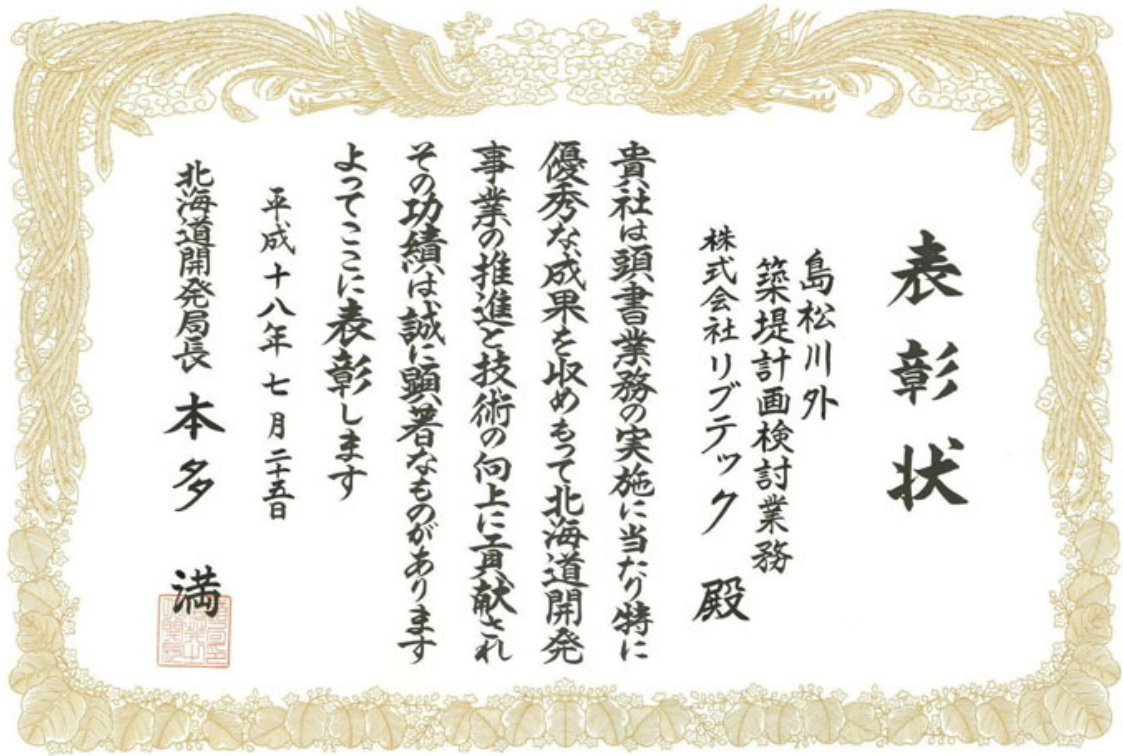 表彰状
島松川外
築堤計画検討業務
株式会社リブテック 殿
貴社は頭書業務の実施に当たり特に
優秀な成果を収めもって北海道開発
事業の推進と技術の向上に貢献され
その功績は誠に顕著なものがあります
よってここに表彰します
平成十八年七月二十五日
北海道開発局長 本多 満